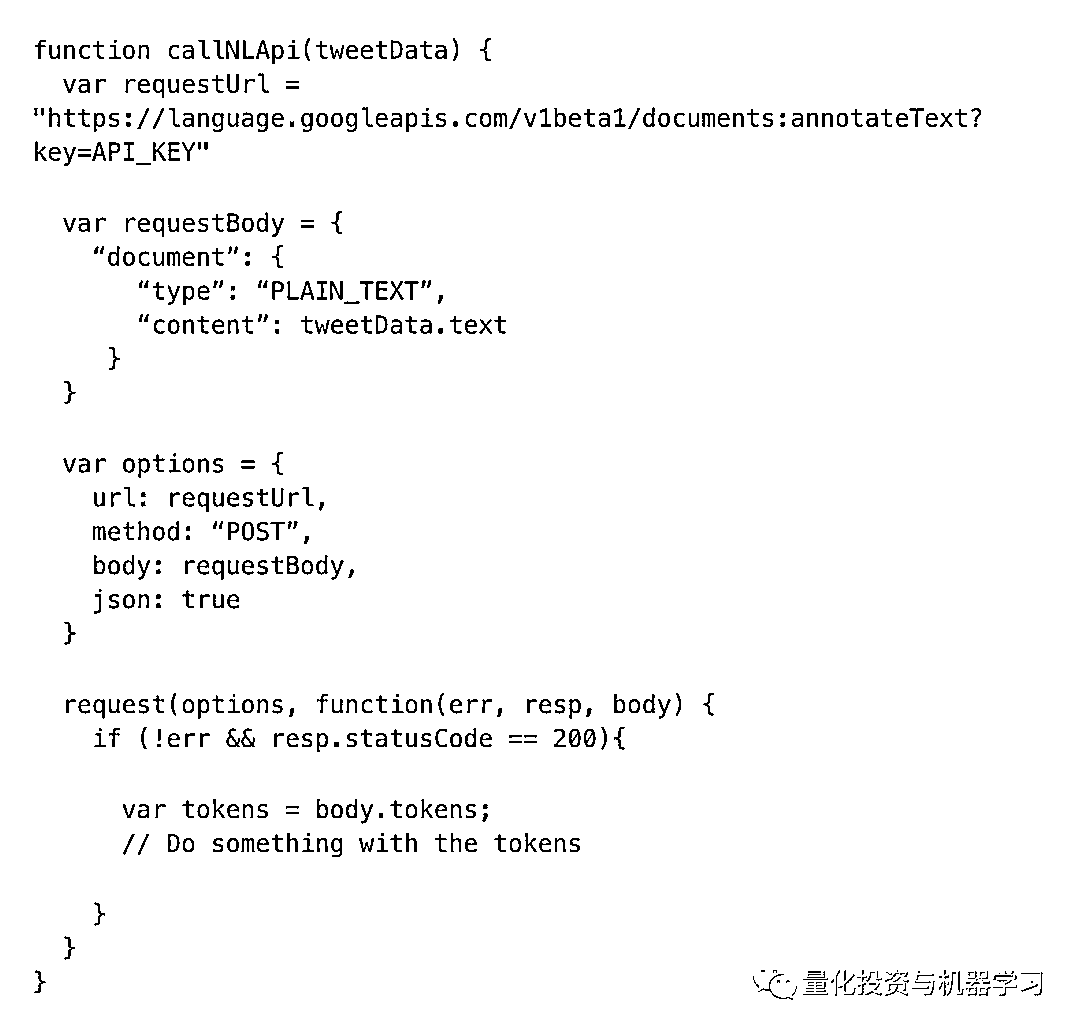 function callNLApi(tweetData) {
  var requestUrl =
"https://language.googleapis.com/v1beta1/documents:annotateText?
key=API_KEY"

  var requestBody = {
    “document”: {
       “type”: “PLAIN_TEXT”,
       “content”: tweetData.text
     }
  }

  var options = {
    url: requestUrl,
    method: “POST”,
    body: requestBody,
    json: true
  }

  request(options, function(err, resp, body) {
    if (!err && resp.statusCode == 200){

      var tokens = body.tokens;
      // Do something with the tokens

    }
  }
}
量化投资与机器学习